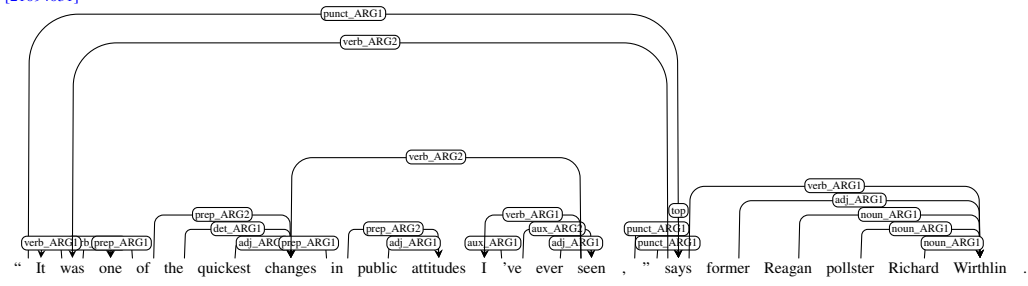 punct_ARG1
verb_ARG2
verb_ARG2
verb_ARG1
adj_ARG1
top
prep_ARG2
verb_ARG1
noun_ARG1
det_ARG1
prep_ARG2
aux_ARG2
punct_ARG1
noun_ARG1
verb_ARG1 prep_ARG1 prep_ARG1 adj_ARG1 aux_ARG1 adj_ARG1 punct_ARG1 noun_ARG1
“ It was one of the quickest changes in public attitudes I 've ever seen , ” says former Reagan pollster Richard Wirthlin .